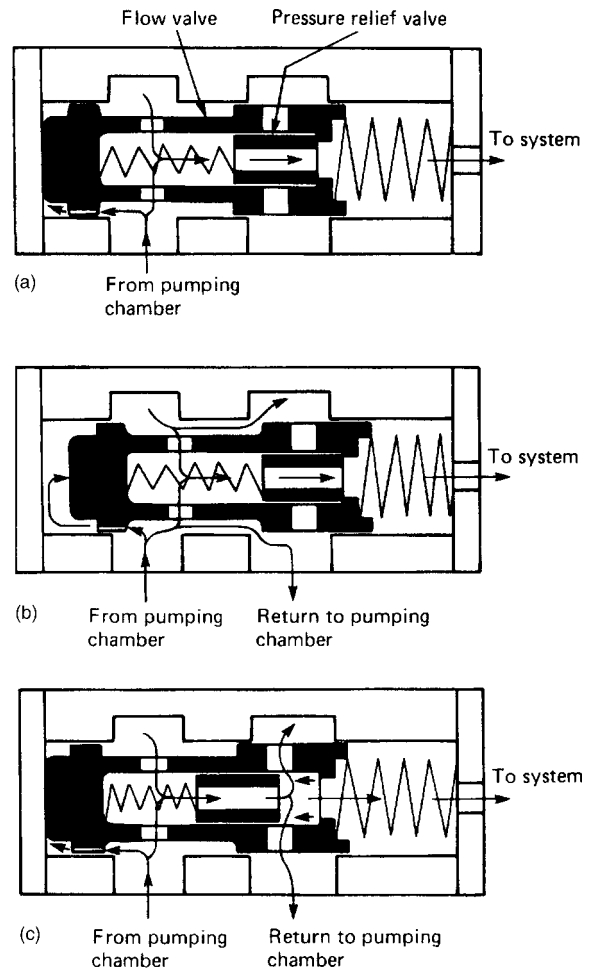 Flow valve
Pressure relief valve
To system
(a)
From pumping
chamber
To system
(b)
From pumping
chamber
Return to pumping
chamber
To system
(c)
From pumping
chamber
Return to pumping
chamber